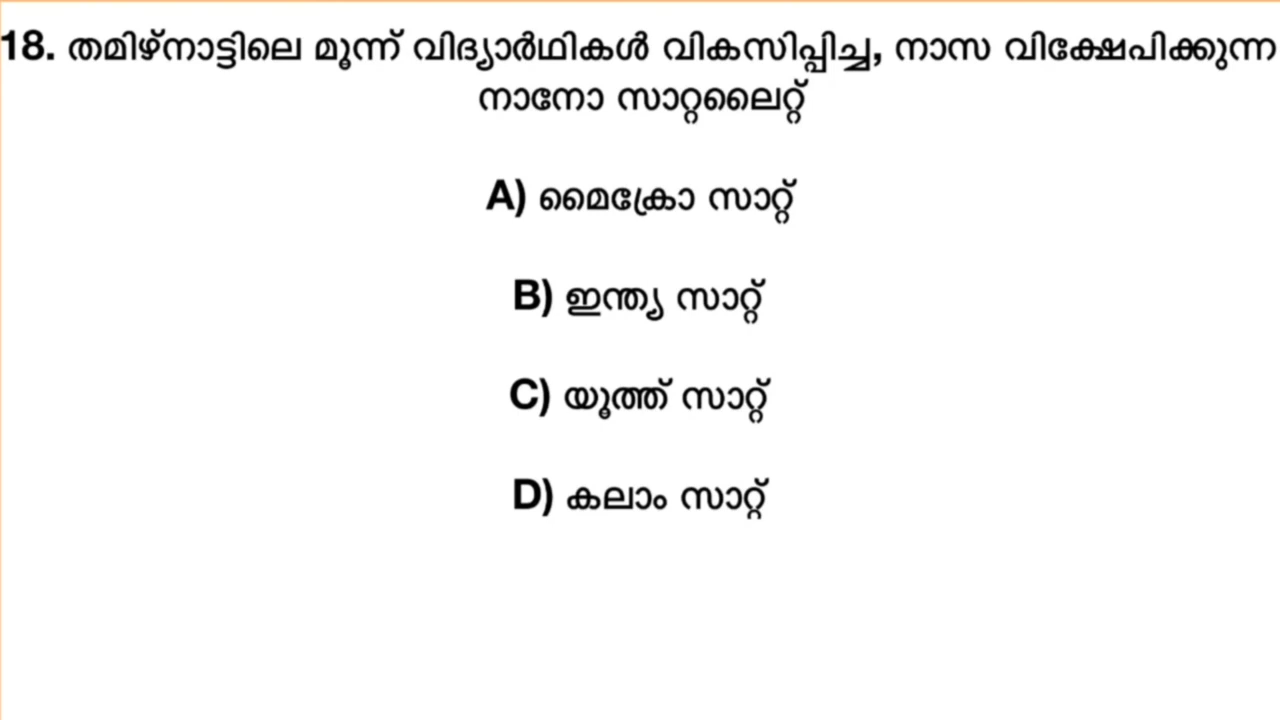 18. തമിഴ്നാട്ടിലെ മൂന്ന് വിദ്യാർഥികൾ വികസിപ്പിച്ച, നാസ വിക്ഷേപിക്കുന്ന
നാനോ സാറ്റലൈറ്റ്
A) മൈക്രോ സാറ്റ്
B) ഇന്ത്യ സാറ്റ്
C) യൂത്ത് സാറ്റ്
D) കലാം സാറ്റ്